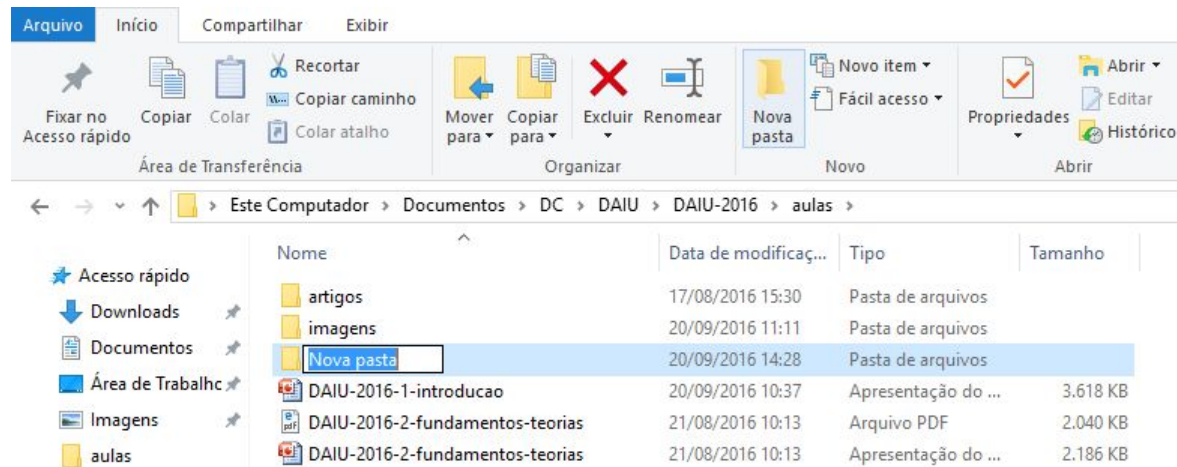 Arquivo Início Compartilhar Exibir
Fixar no Acesso rápido
Copiar
Colar
Recortar
Copiar caminho
Colar atalho
Mover para
Copiar para
Excluir
Renomear
Nova pasta
Novo item
Fácil acesso
Propriedades
Abrir
Editar
Histórico
Área de Transferência Organizar Novo Abrir
Este Computador > Documentos > DC > DAIU > DAIU-2016 > aulas >
Nome Data de modificaç... Tipo Tamanho
Acesso rápido
Downloads
Documentos
Área de Trabalhc
Imagens
aulas
artigos 17/08/2016 15:30 Pasta de arquivos
imagens 20/09/2016 11:11 Pasta de arquivos
Nova pasta 20/09/2016 14:28 Pasta de arquivos
DAIU-2016-1-introducao 20/09/2016 10:37 Apresentação do ... 3.618 KB
DAIU-2016-2-fundamentos-teorias 21/08/2016 10:13 Arquivo PDF 2.040 KB
DAIU-2016-2-fundamentos-teorias 21/08/2016 10:13 Apresentação do ... 2.186 KB